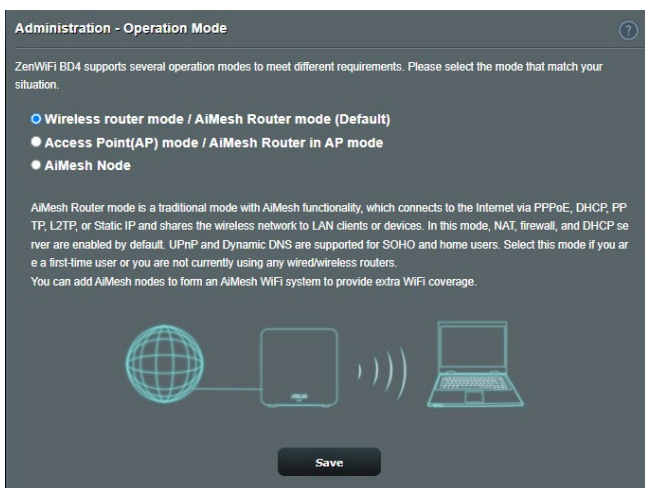 Administration - Operation Mode
?
ZenWiFi BD4 supports several operation modes to meet different requirements. Please select the mode that match your
situation.
Wireless router mode / AiMesh Router mode (Default)
Access Point(AP) mode / AiMesh Router in AP mode
AiMesh Node
AiMesh Router mode is a traditional mode with AiMesh functionality, which connects to the Internet via PPPoE, DHCP, PP
TP, L2TP, or Static IP and shares the wireless network to LAN clients or devices. In this mode, NAT, firewall, and DHCP se
rver are enabled by default. UPnP and Dynamic DNS are supported for SOHO and home users. Select this mode if you ar
e a first-time user or you are not currently using any wired/wireless routers.
You can add AiMesh nodes to form an AiMesh WiFi system to provide extra WiFi coverage.
ASUS
Save